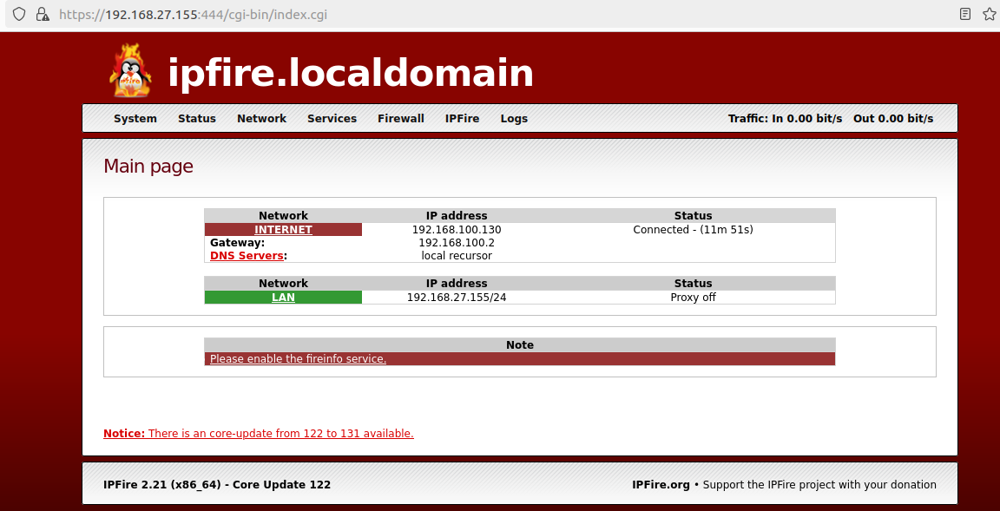 https://192.168.27.155:444/cgi-bin/index.cgi
ipfire.localdomain
System Status Network Services Firewall IPFire Logs Traffic: In 0.00 bit/s Out 0.00 bit/s
Main page
Network IP address Status
INTERNET 192.168.100.130 Connected - (11m 51s)
Gateway: 192.168.100.2
DNS Servers: local recursor
Network IP address Status
LAN 192.168.27.155/24 Proxy off
Note
Please enable the fireinfo service.
Notice: There is an core-update from 122 to 131 available.
IPFire 2.21 (x86_64) - Core Update 122 IPFire.org • Support the IPFire project with your donation